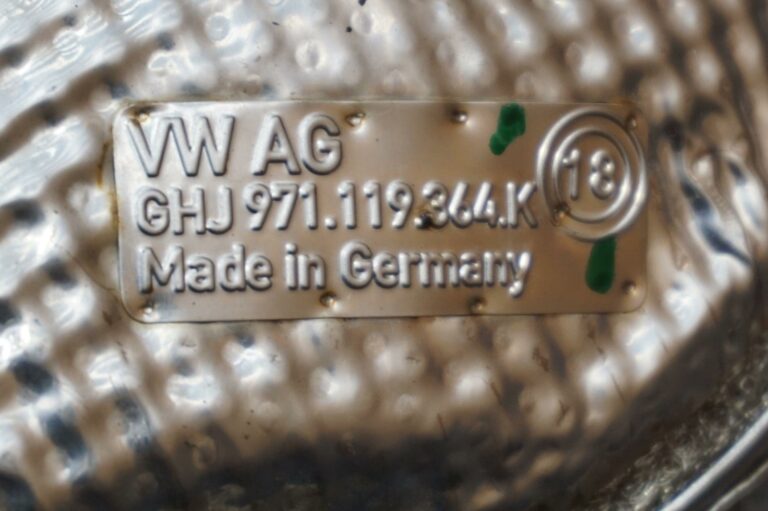 VW AG
18
GHJ 971.119.364.K
Made in Germany